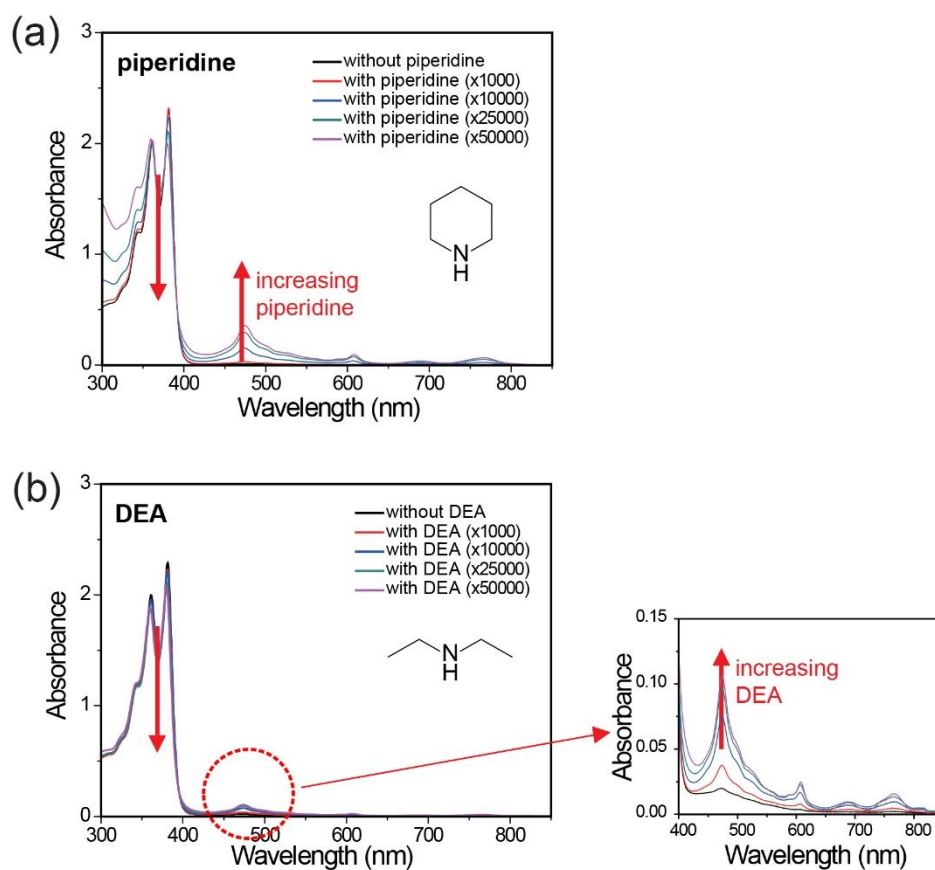 (a)
piperidine
without piperidine
with piperidine (x1000)
with piperidine (x10000)
with piperidine (x25000)
with piperidine (x50000)
3
2
1
0
Absorbance
N
H
increasing
piperidine
300 400 500 600 700 800
Wavelength (nm)
(b)
DEA
without DEA
with DEA (x1000)
with DEA (x10000)
with DEA (x25000)
with DEA (x50000)
3
2
1
0
Absorbance
N
H
300 400 500 600 700 800
Wavelength (nm)
0.15
0.10
0.05
0.00
Absorbance
increasing
DEA
400 500 600 700 800
Wavelength (nm)